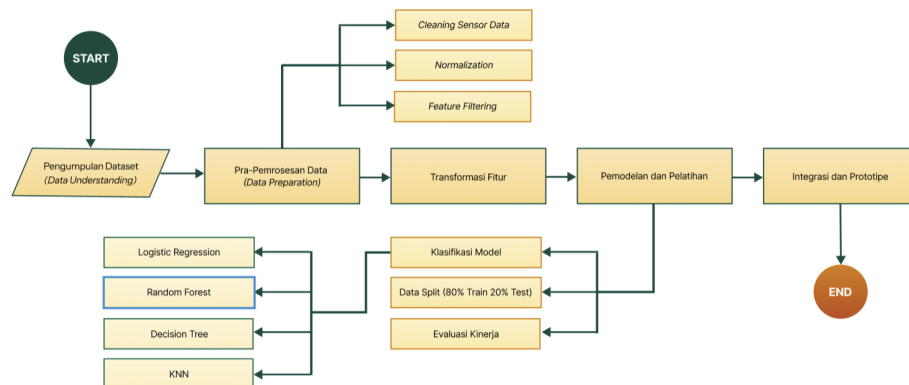 START
Cleaning Sensor Data
Normalization
Feature Filtering
Pengumpulan Dataset
(Data Understanding)
Pra-Pemrosesan Data
(Data Preparation)
Transformasi Fitur
Pemodelan dan Pelatihan
Integrasi dan Prototipe
Logistic Regression
Random Forest
Decision Tree
KNN
Klasifikasi Model
Data Split (80% Train 20% Test)
Evaluasi Kinerja
END